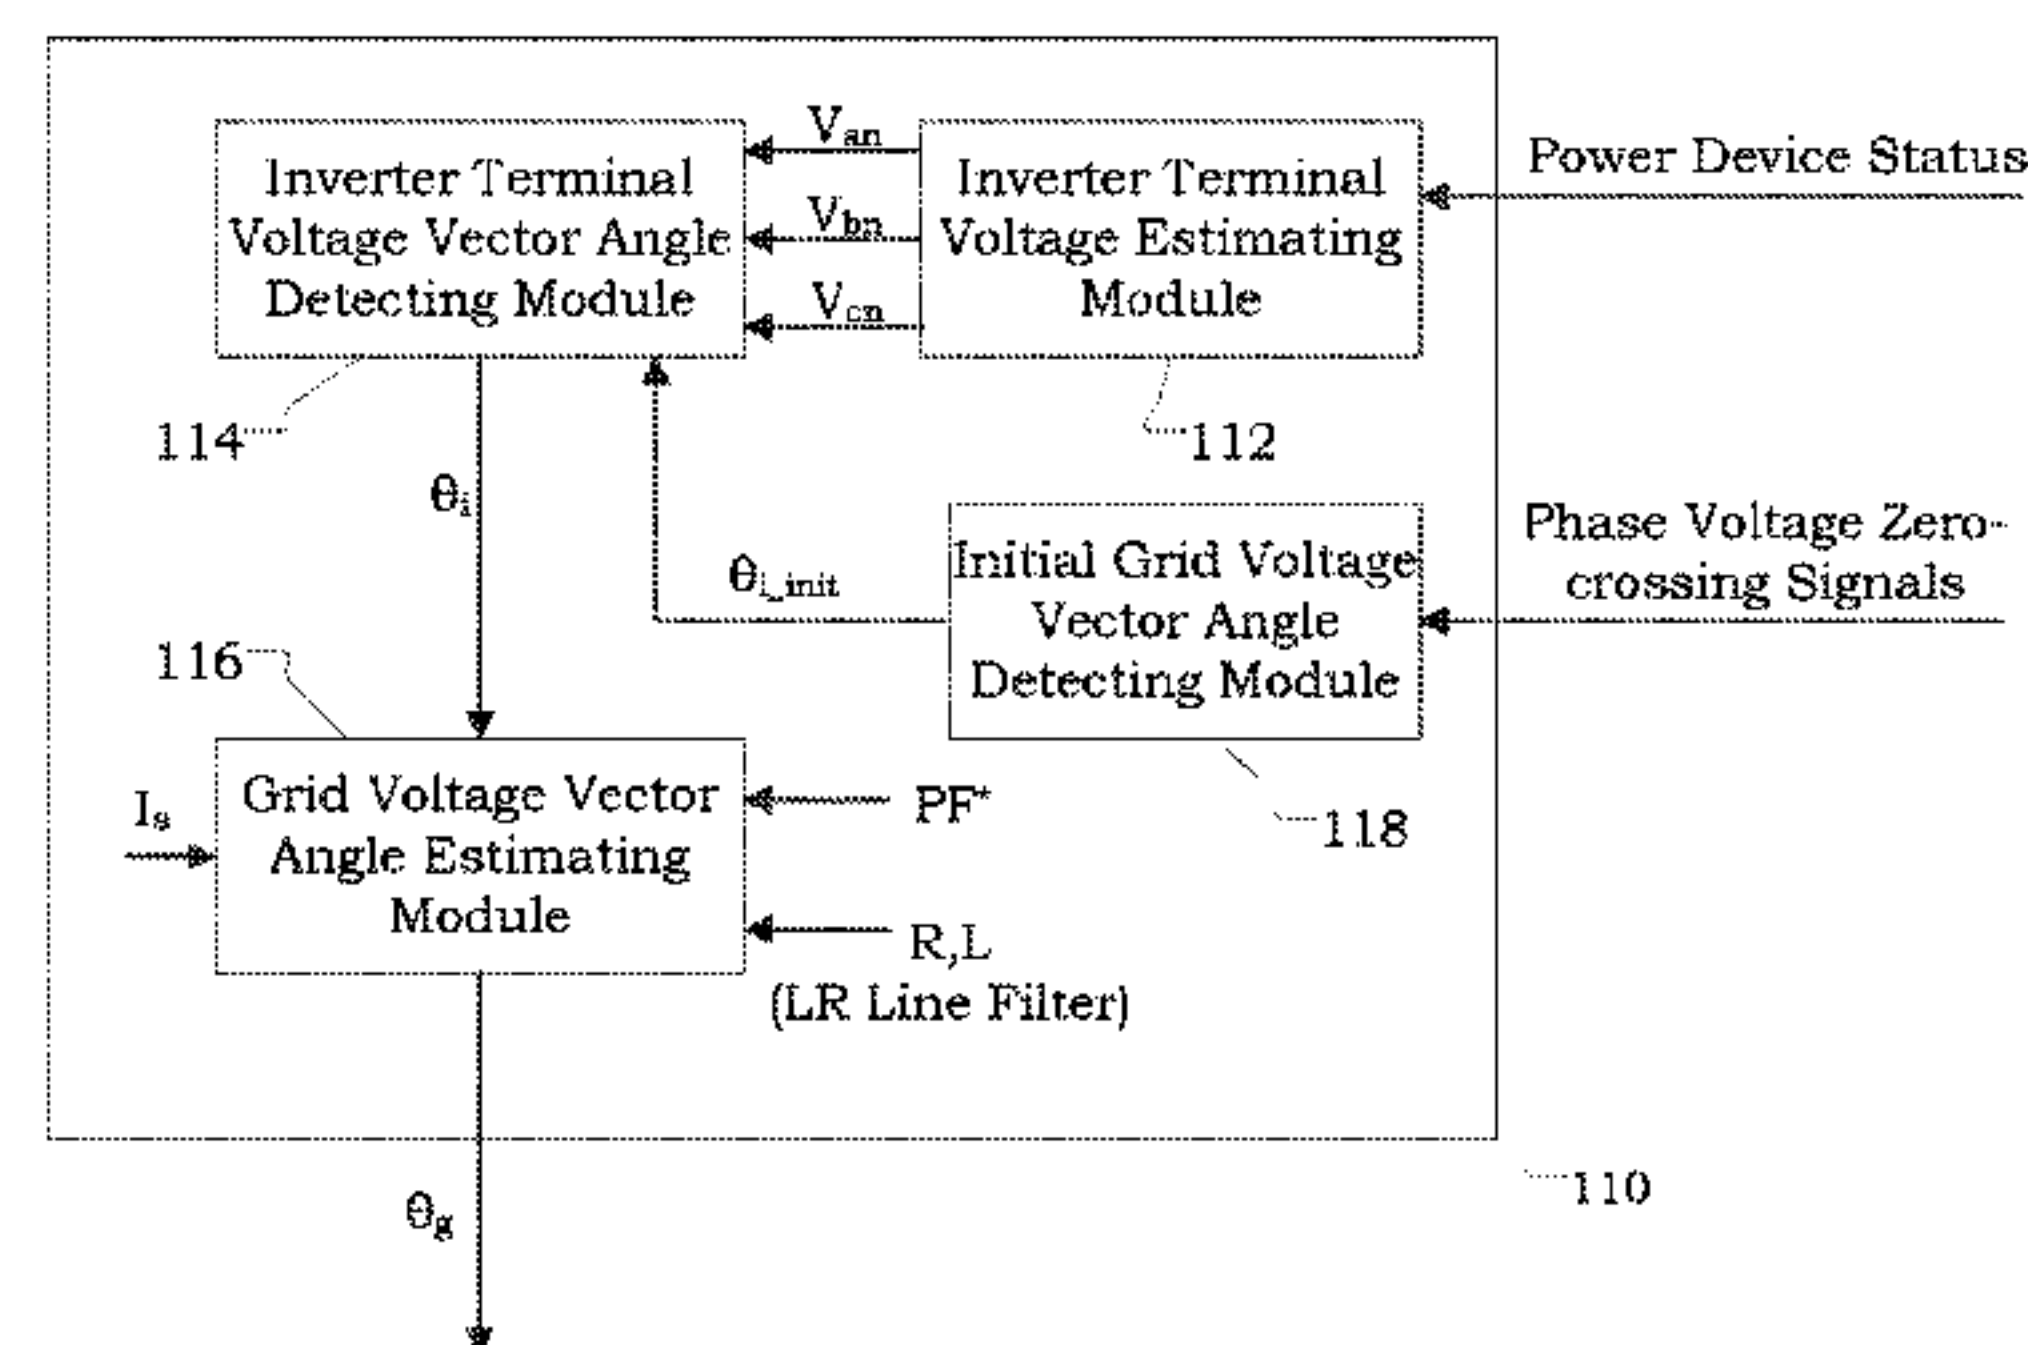 Inverter Terminal
Voltage Vector Angle
Detecting Module
Van
Vbn
Vcn
Inverter Terminal
Voltage Estimating
Module
Power Device Status
114
112
θi
θi_init
Initial Grid Voltage
Vector Angle
Detecting Module
Phase Voltage Zero-
crossing Signals
116
118
Is
Grid Voltage Vector
Angle Estimating
Module
PF*
R,L
(LR Line Filter)
110
θg